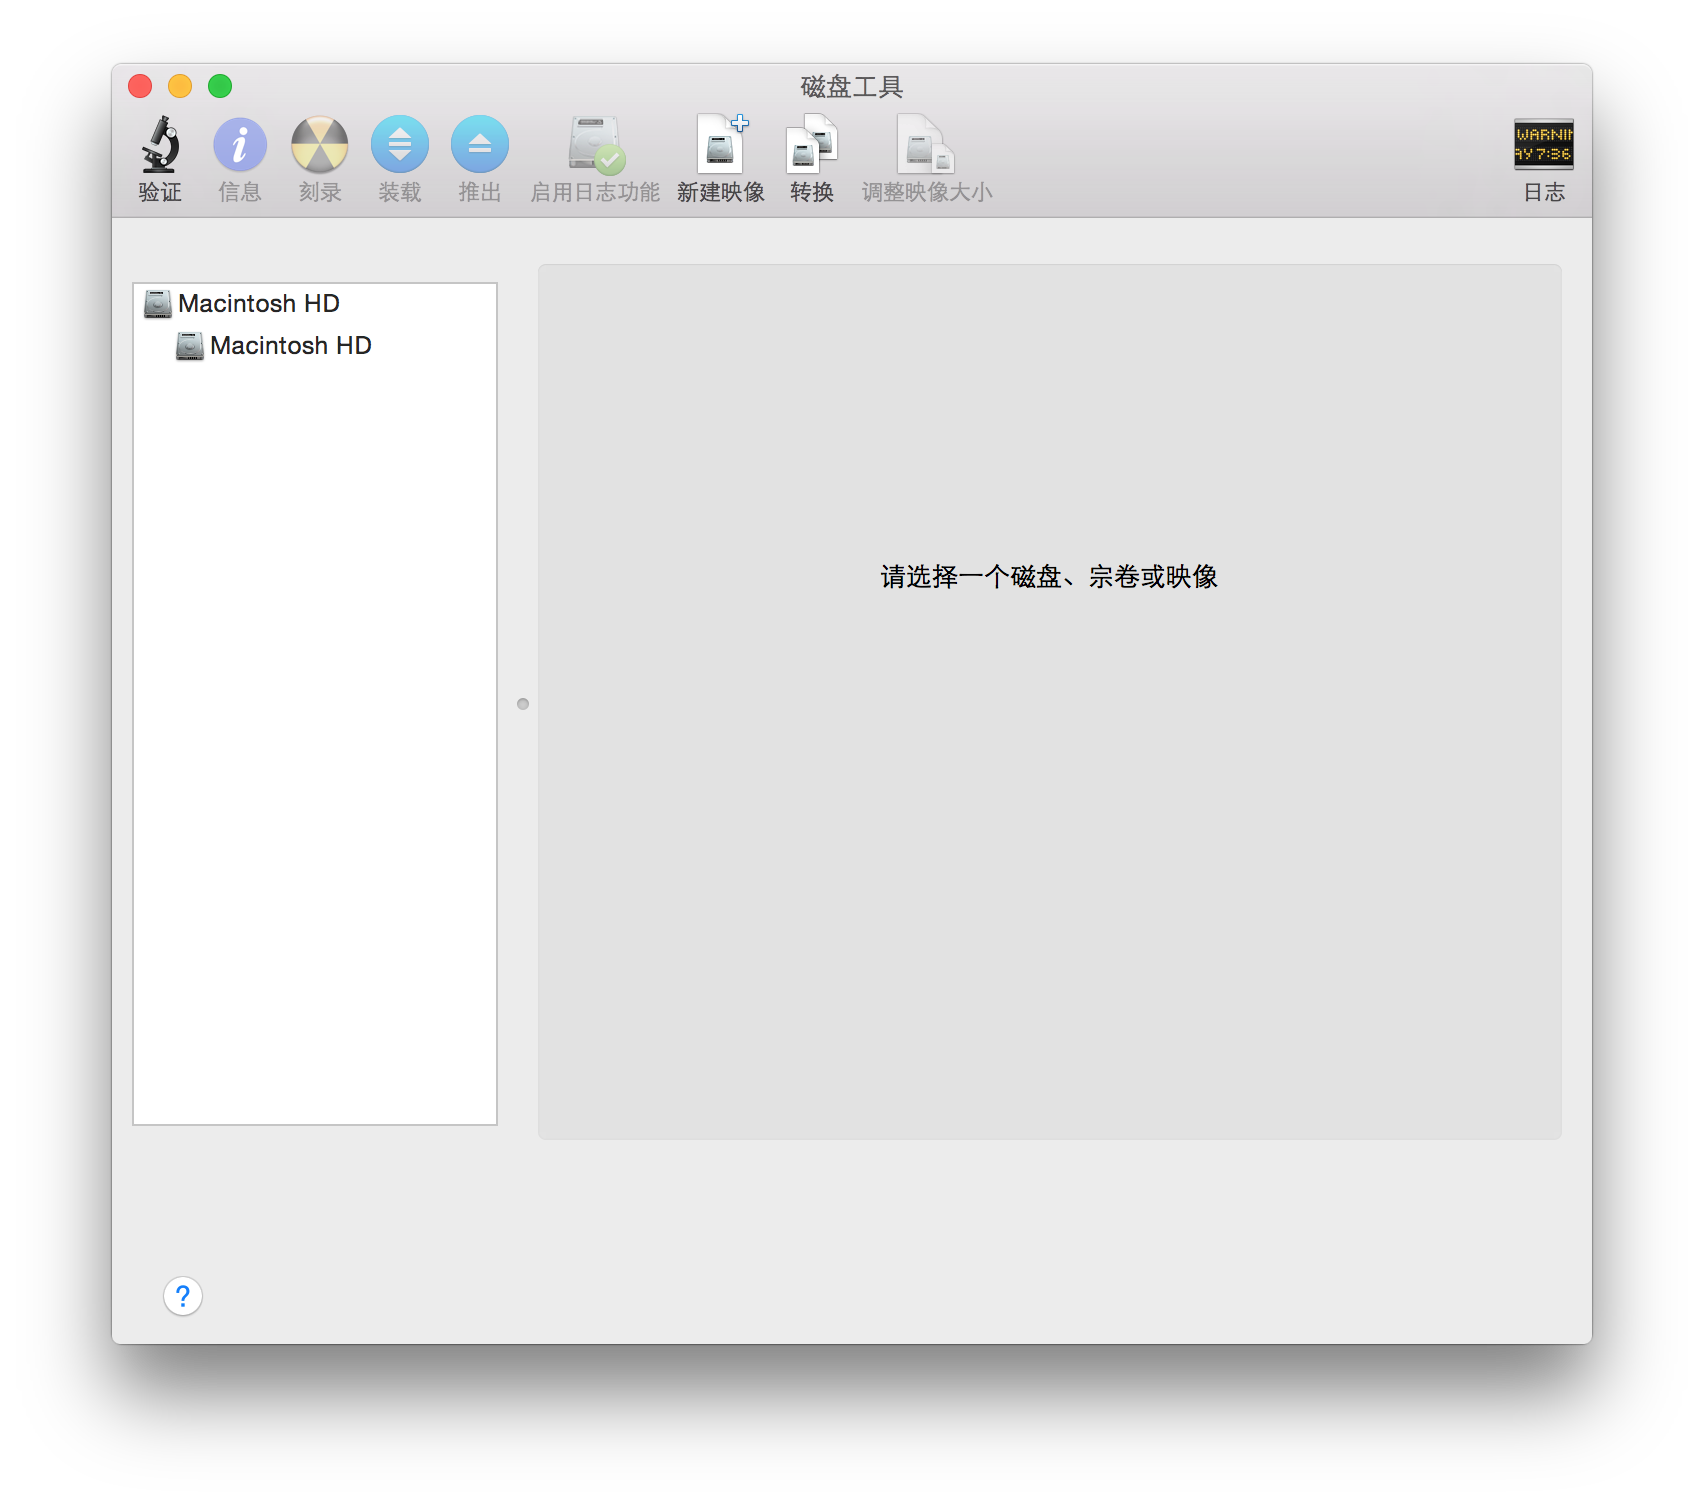 磁盘工具
验证
信息
刻录
装载
推出
启用日志功能
新建映像
转换
调整映像大小
WARNIN
AY 7:36
日志
Macintosh HD
Macintosh HD
请选择一个磁盘、宗卷或映像
?